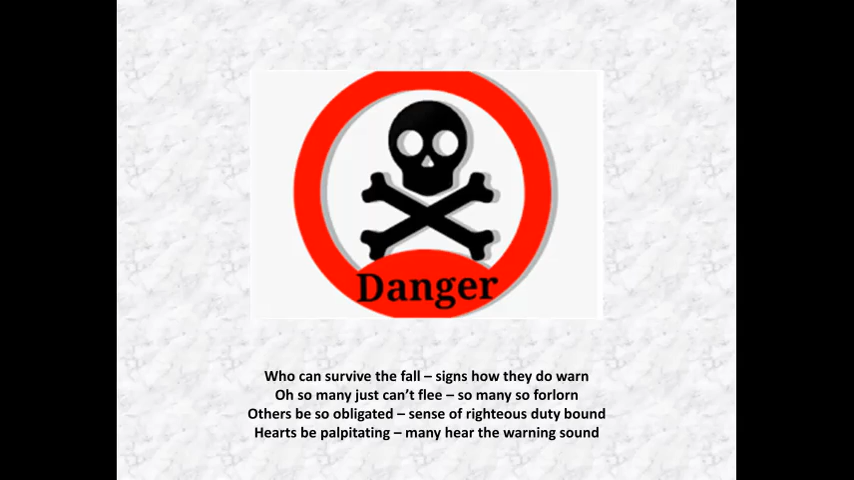 Danger
Who can survive the fall – signs how they do warn
Oh so many just can’t flee – so many so forlorn
Others be so obligated – sense of righteous duty bound
Hearts be palpitating – many hear the warning sound